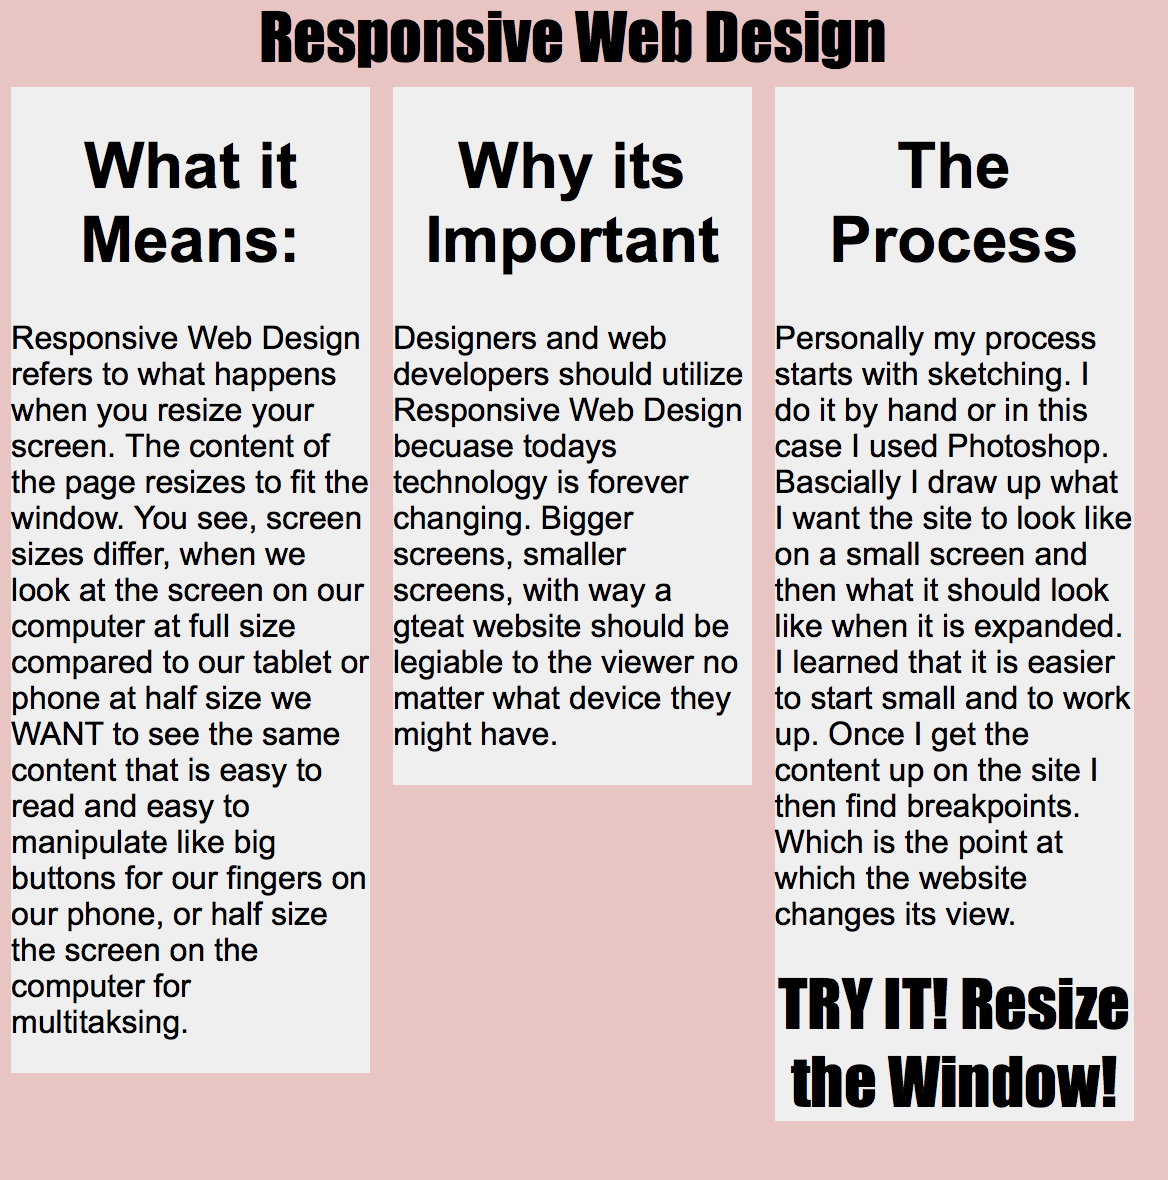 Responsive Web Design
What it
Means:
Responsive Web Design
refers to what happens
when you resize your
screen. The content of
the page resizes to fit the
window. You see, screen
sizes differ, when we
look at the screen on our
computer at full size
compared to our tablet or
phone at half size we
WANT to see the same
content that is easy to
read and easy to
manipulate like big
buttons for our fingers on
our phone, or half size
the screen on the
computer for
multitaksing.
Why its
Important
Designers and web
developers should utilize
Responsive Web Design
becuase todays
technology is forever
changing. Bigger
screens, smaller
screens, with way a
gteat website should be
legiable to the viewer no
matter what device they
might have.
The
Process
Personally my process
starts with sketching. I
do it by hand or in this
case I used Photoshop.
Bascially I draw up what
I want the site to look like
on a small screen and
then what it should look
like when it is expanded.
I learned that it is easier
to start small and to work
up. Once I get the
content up on the site I
then find breakpoints.
Which is the point at
which the website
changes its view.
TRY IT! Resize
the Window!